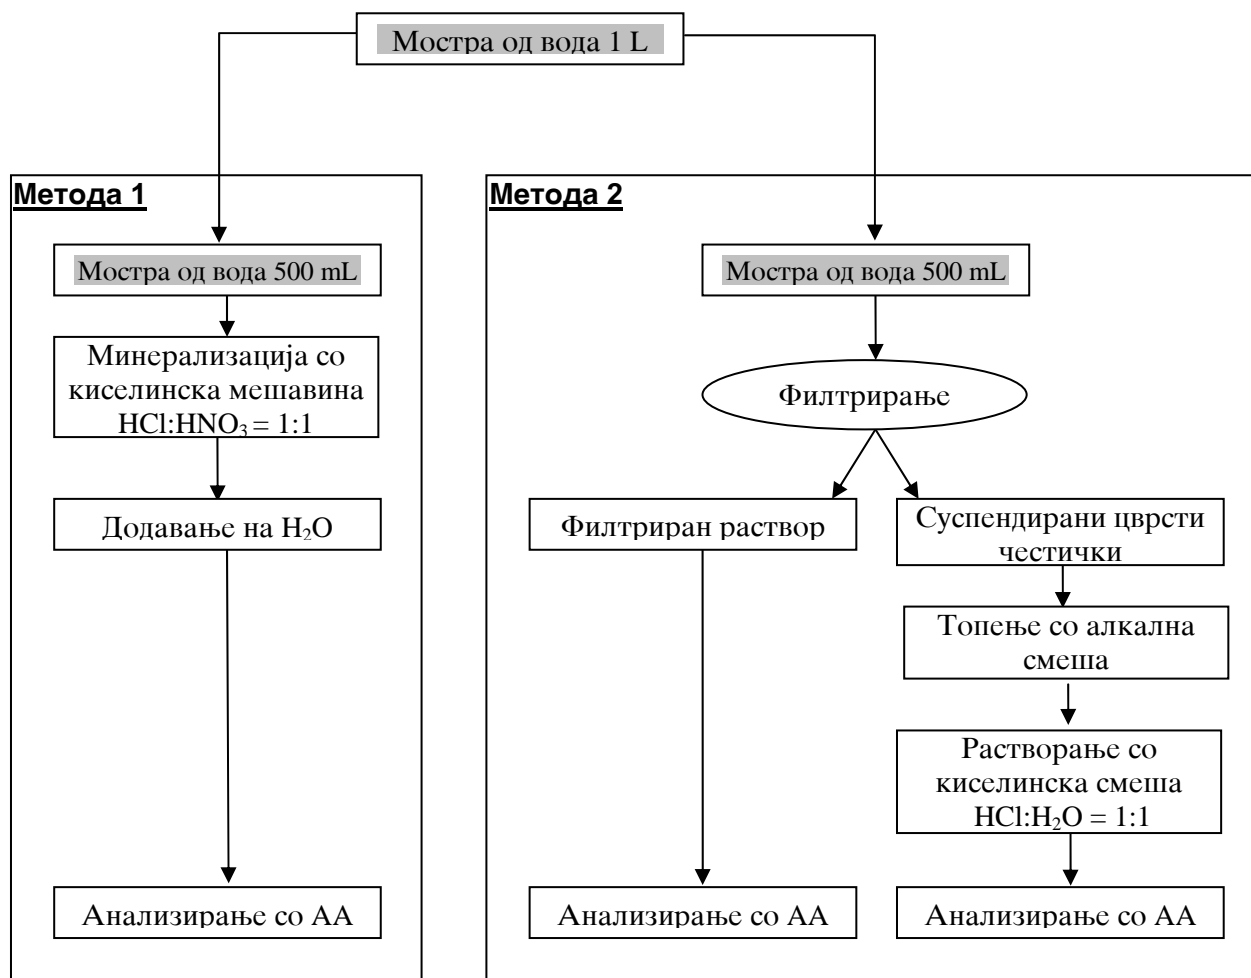 Мостра од вода 1 L
Метода 1
Мостра од вода 500 mL
Минерализација со
киселинска мешавина
HCl:HNO₃ = 1:1
Додавање на H₂O
Анализирање со АА
Метода 2
Мостра од вода 500 mL
Филтрирање
Филтриран раствор
Анализирање со АА
Суспендирани цврсти
честички
Топење со алкална
смеша
Растворање со
киселинска смеша
HCl:H₂O = 1:1
Анализирање со АА